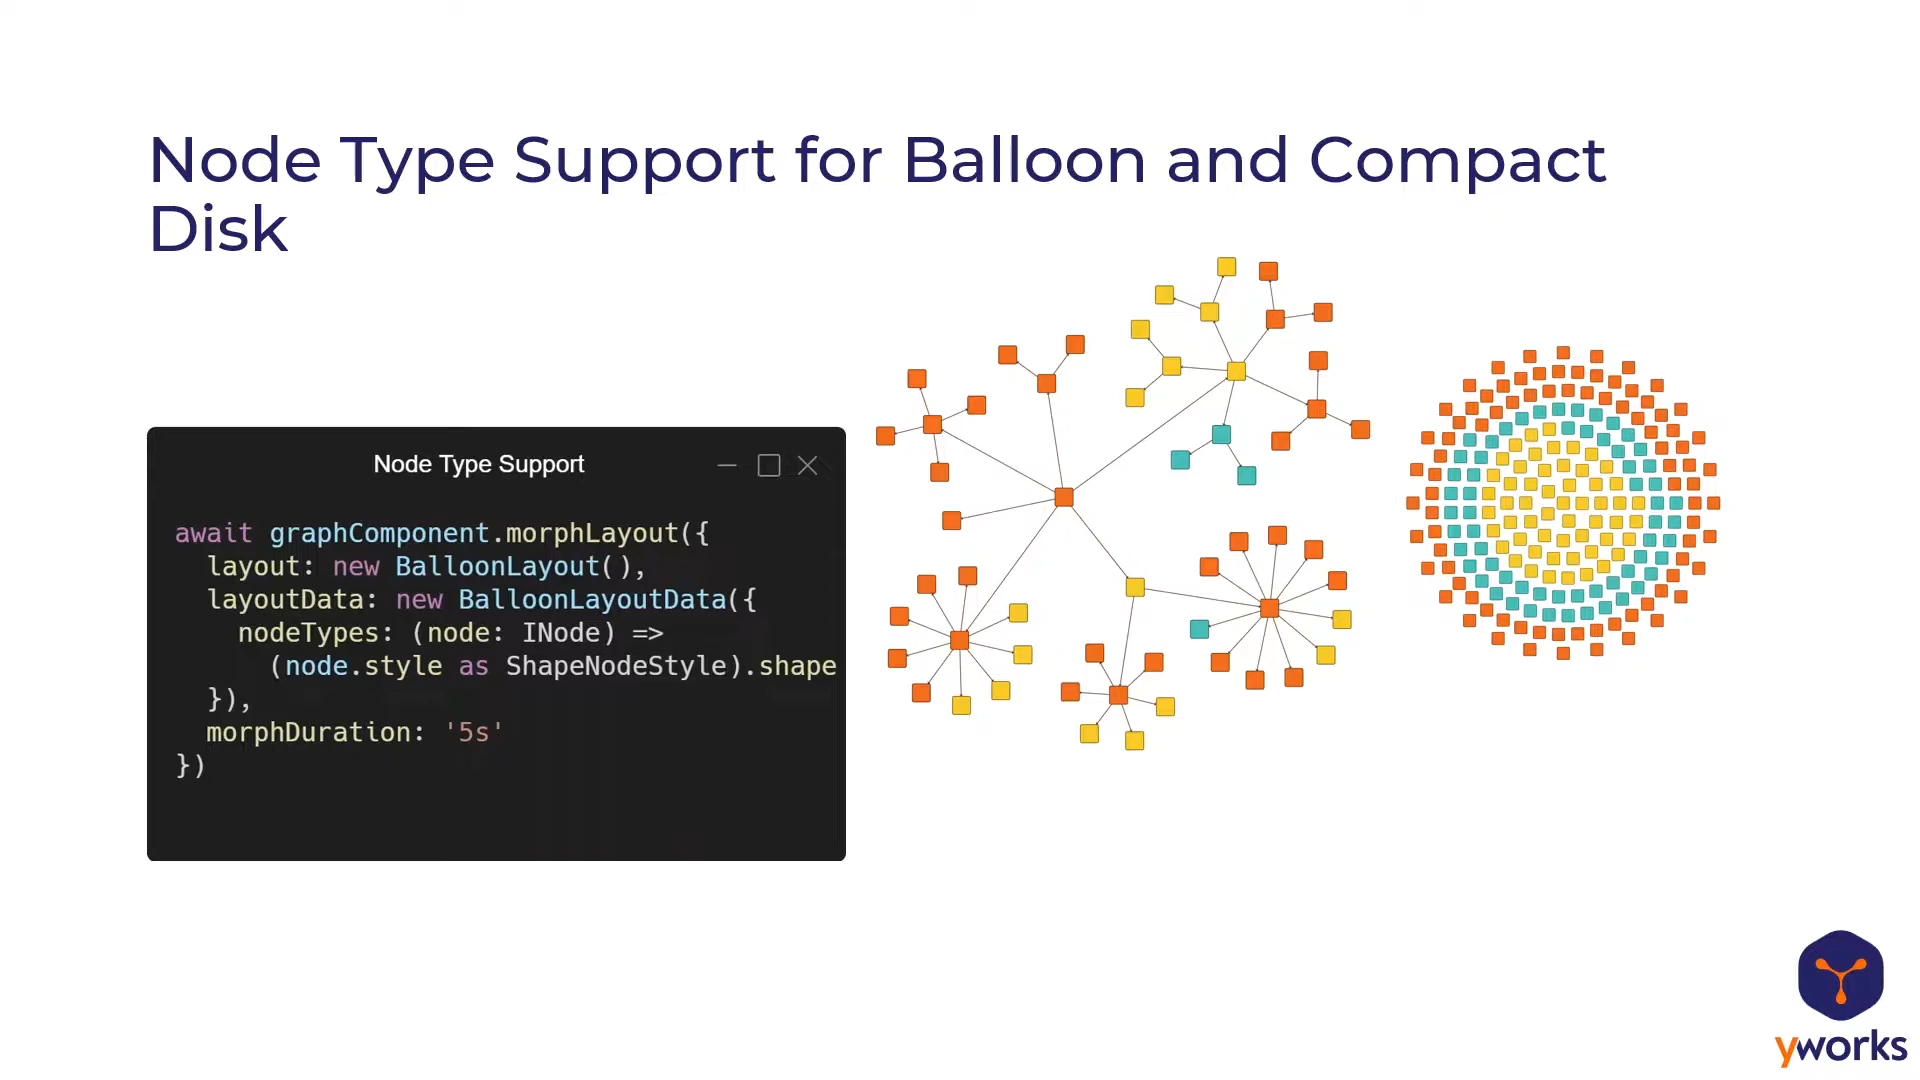 Node Type Support for Balloon and Compact
Disk
Node Type Support
await graphComponent.morphLayout({
  layout: new BalloonLayout(),
  layoutData: new BalloonLayoutData({
    nodeTypes: (node: INode) =>
      (node.style as ShapeNodeStyle).shape
  }),
  morphDuration: '5s'
})
yworks